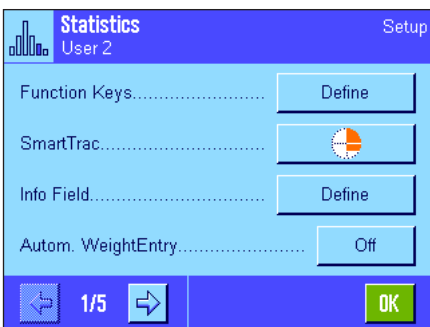 Statistics Setup
User 2
Function Keys........................ Define
SmartTrac..............................
Info Field................................ Define
Autom. WeightEntry....................... Off
1/5 OK